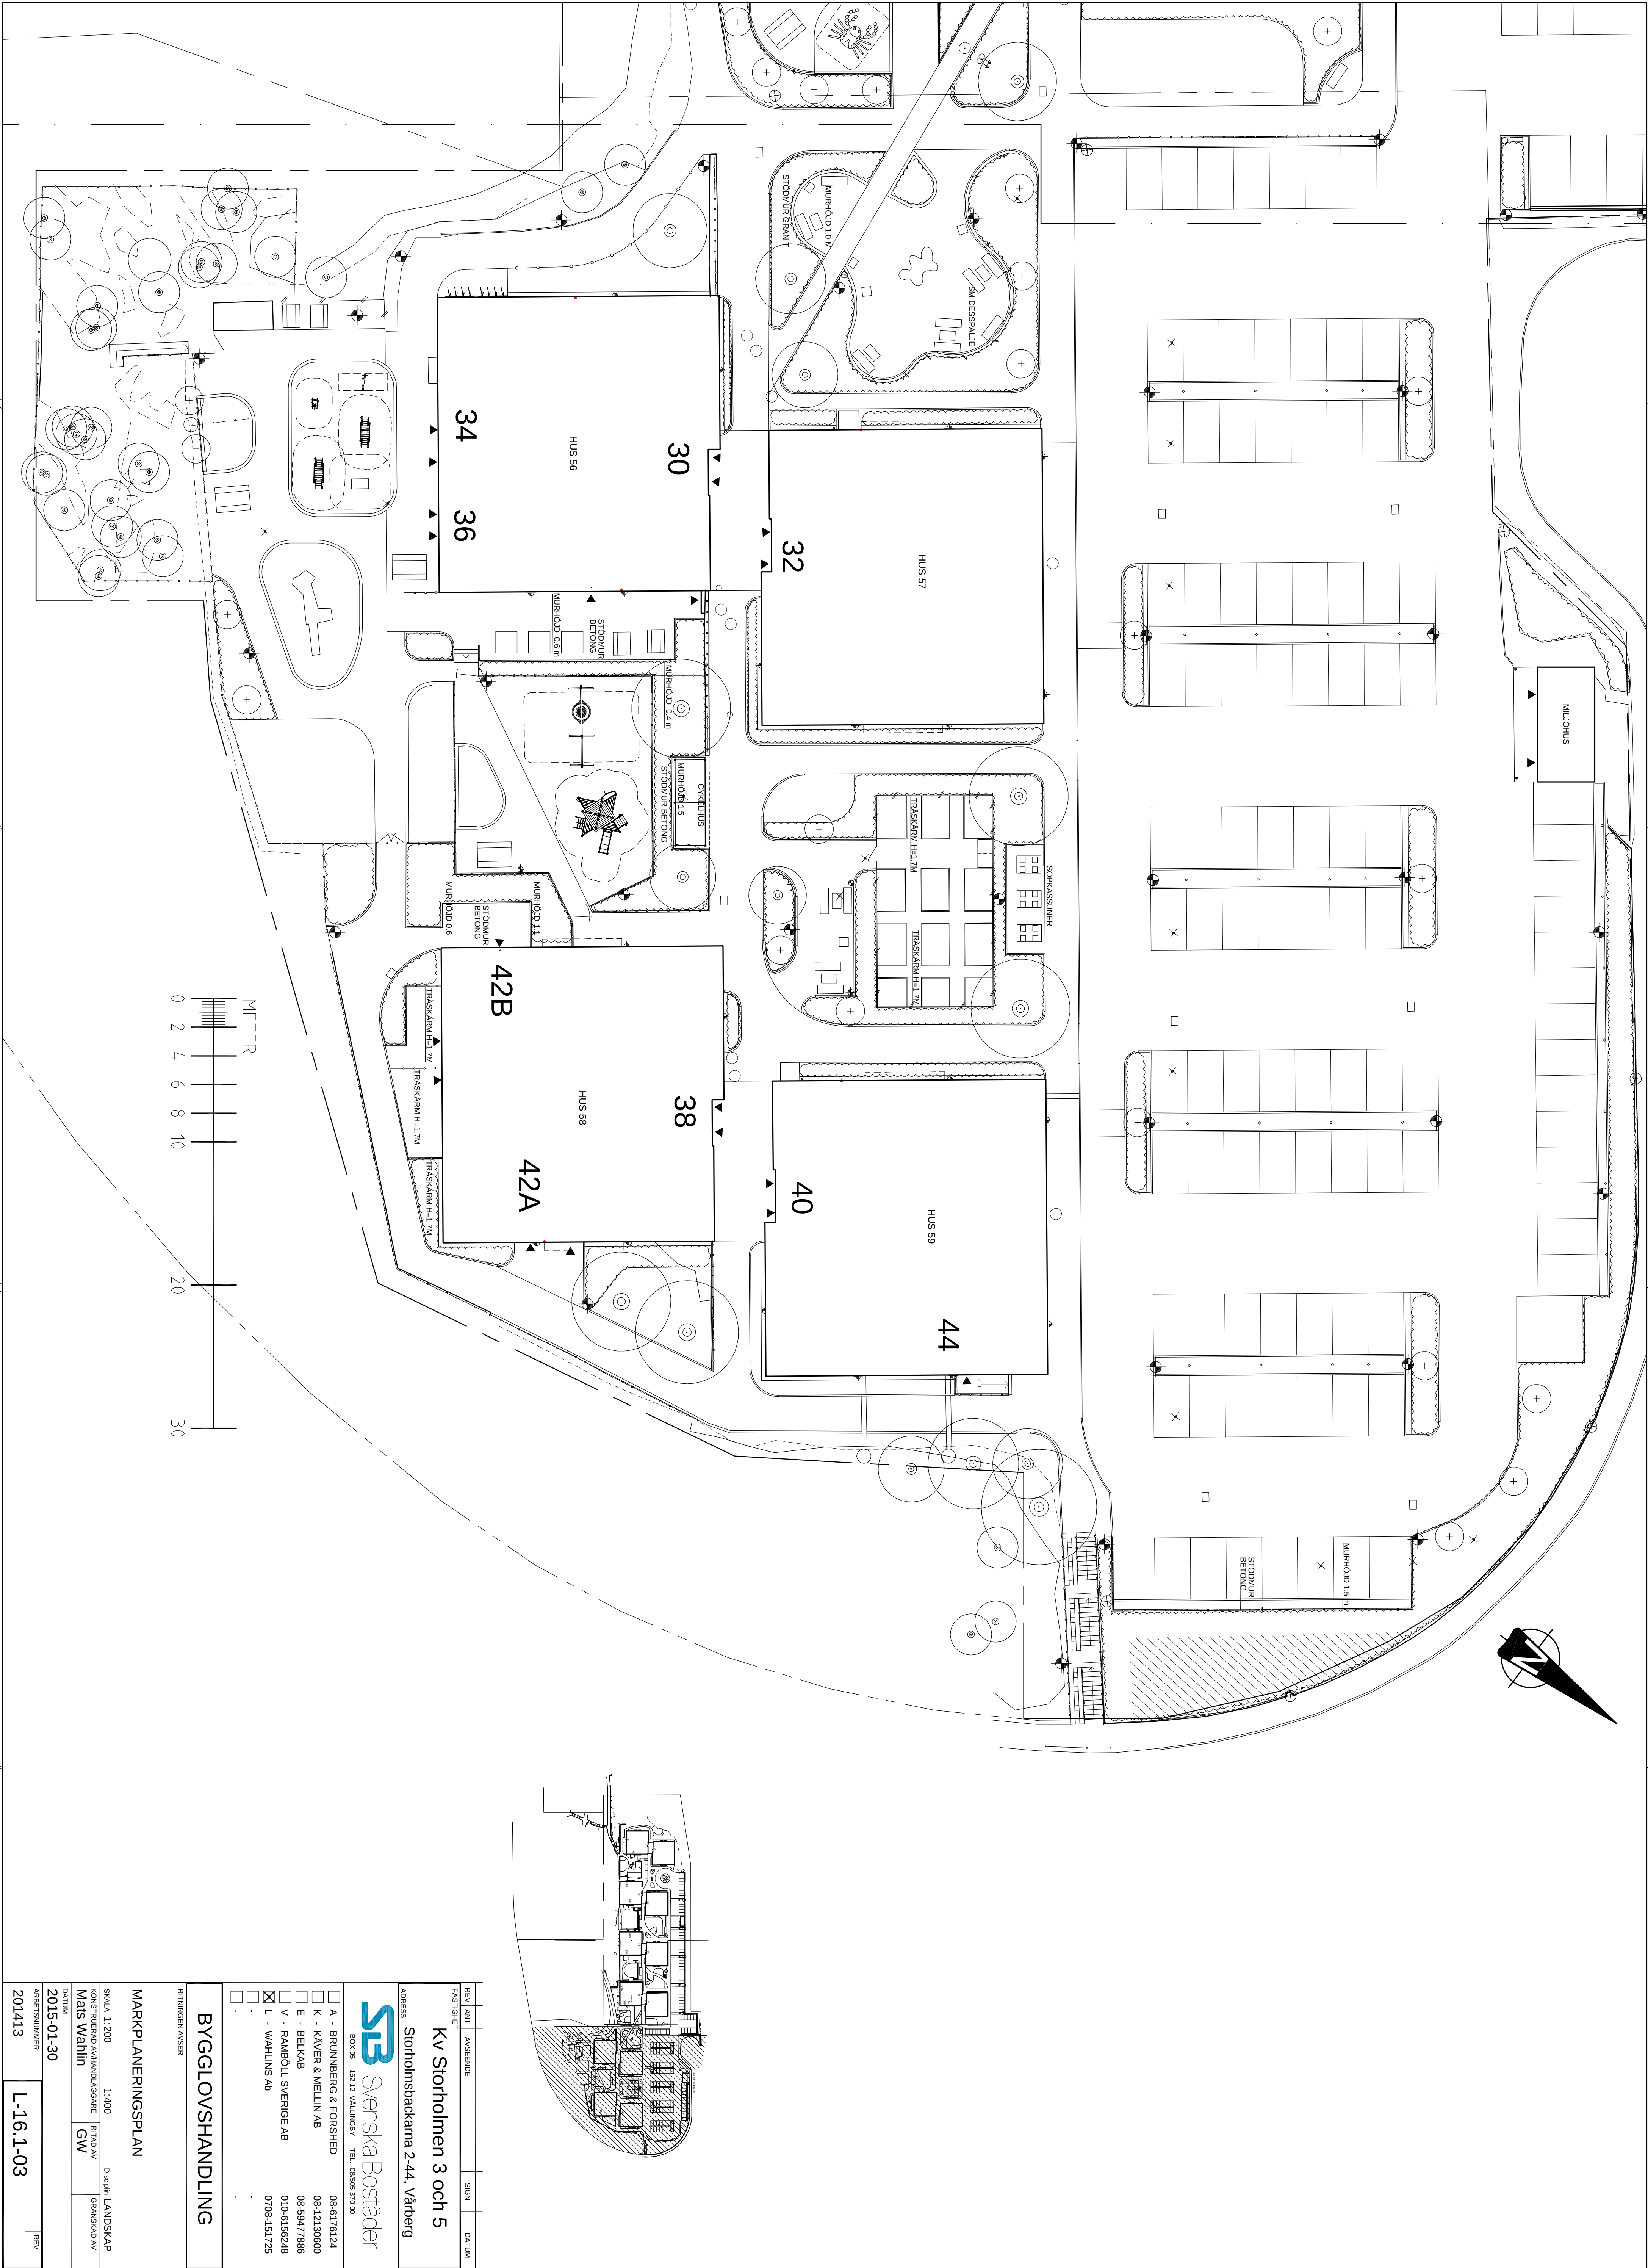 STÖDMUR GRANIT
MURHÖJD 1.0 M
SMIDESSPALJE
34
HUS 56
30
36
32
HUS 57
MURHÖJD 0.6 m
STÖDMUR
BETONG
MURHÖJD 0.4 m
MILJÖHUS
CYKELHUS
MURHÖJD 1.5
STÖDMUR BETONG
TRÄSKÄRM H=1.7M
TRÄSKÄRM H=1.7M
SOPKASSUNER
MURHÖJD 0.6
STÖDMUR
BETONG
MURHÖJD 1.1
42B
TRÄSKÄRM H=1.7M
TRÄSKÄRM H=1.7M
TRÄSKÄRM H=1.7M
HUS 58
38
42A
40
HUS 59
44
STÖDMUR
BETONG
MURHÖJD 1.5 m
METER
0 2 4 6 8 10 20 30
N
REV ANT AVSEENDE SIGN DATUM
FASTIGHET
Kv Storholmen 3 och 5
ADRESS
Storholmsbackarna 2-44, Vårberg
SB Svenska Bostäder
BOX 95 162 12 VÄLLINGBY TEL. 08/505 370 00
A - BRUNNBERG & FORSHED 08-6176124
K - KÅVER & MELLIN AB 08-12130600
E - BELKAB 08-59477886
V - RAMBÖLL SVERIGE AB 010-6156248
L - WAHLINS Ab 0708-151725
- -
- -
BYGGLOVSHANDLING
RITNINGEN AVSER
MARKPLANERINGSPLAN
SKALA 1:200 1:400 Disciplin LANDSKAP
KONSTRUERAD AV/HANDLÄGGARE RITAD AV GRANSKAD AV
Mats Wahlin GW
DATUM
2015-01-30
ARBETSNUMMER REV
201413 L-16.1-03